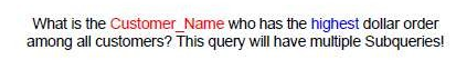 What is the Customer_Name who has the highest dollar order
among all customers? This query will have multiple Subqueries!